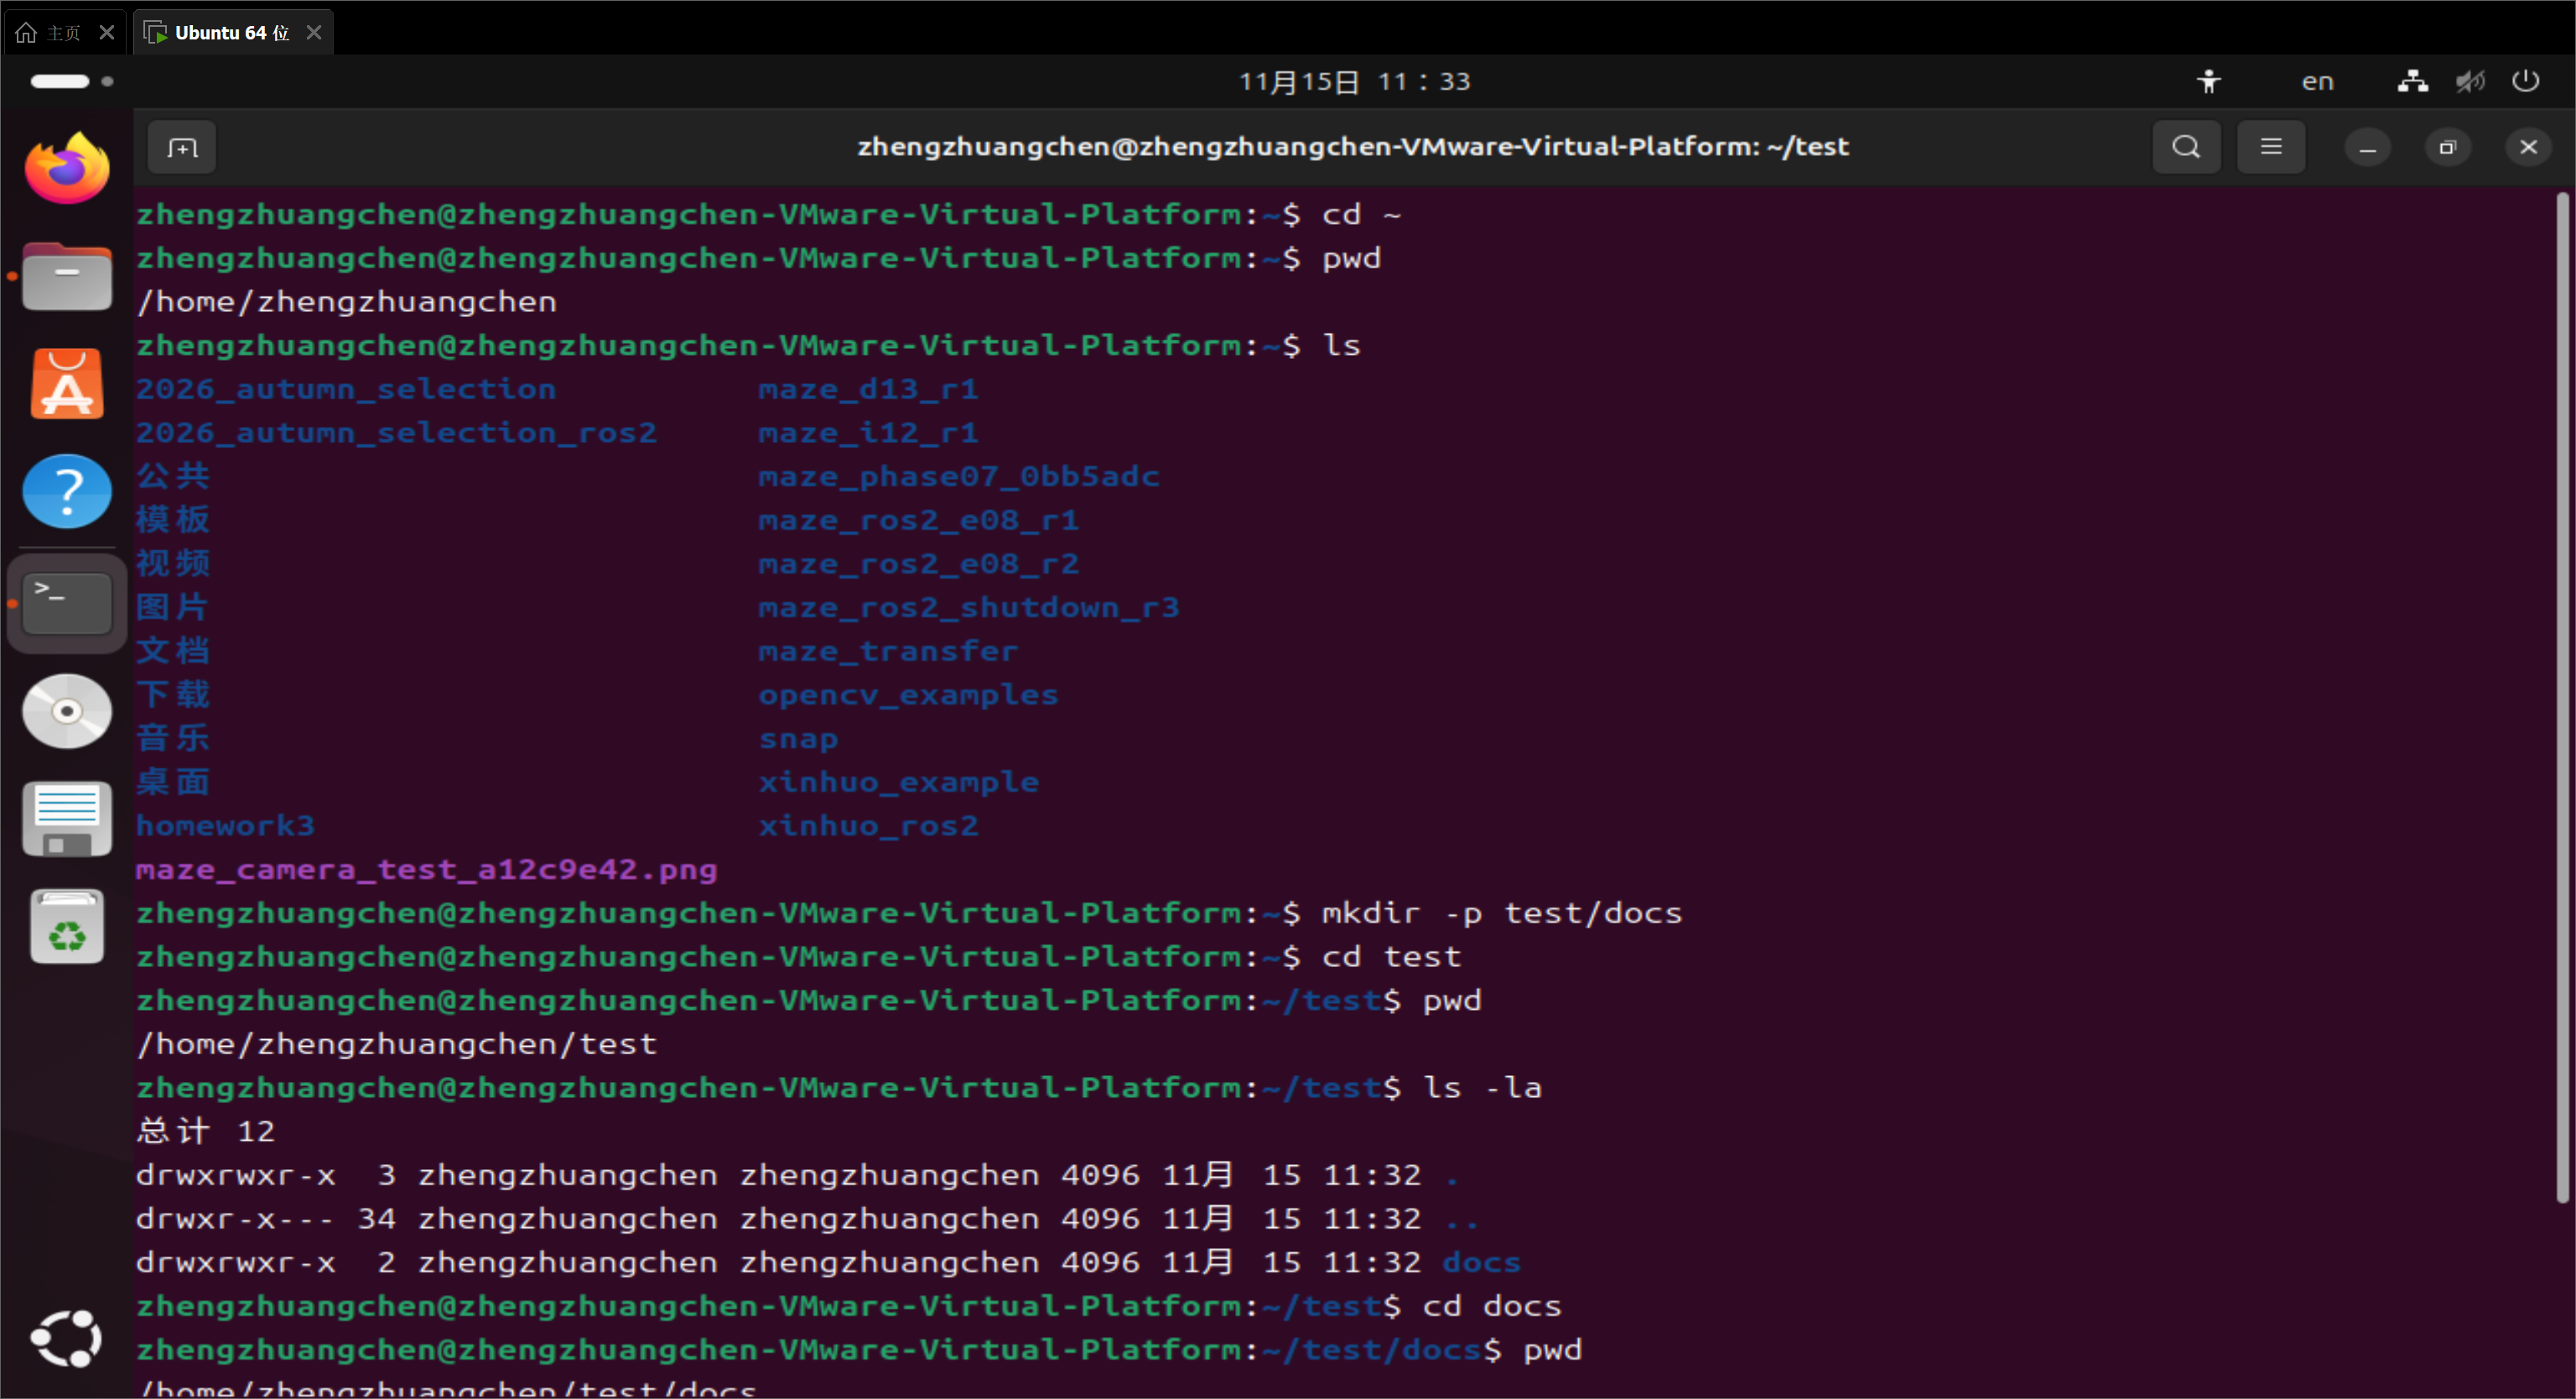 主页
Ubuntu 64 位
11月15日 11：33
en
zhengzhuangchen@zhengzhuangchen-VMware-Virtual-Platform: ~/test
zhengzhuangchen@zhengzhuangchen-VMware-Virtual-Platform:~$ cd ~
zhengzhuangchen@zhengzhuangchen-VMware-Virtual-Platform:~$ pwd
/home/zhengzhuangchen
zhengzhuangchen@zhengzhuangchen-VMware-Virtual-Platform:~$ ls
2026_autumn_selection maze_d13_r1
2026_autumn_selection_ros2 maze_i12_r1
公共 maze_phase07_0bb5adc
模板 maze_ros2_e08_r1
视频 maze_ros2_e08_r2
图片 maze_ros2_shutdown_r3
文档 maze_transfer
下载 opencv_examples
音乐 snap
桌面 xinhuo_example
homework3 xinhuo_ros2
maze_camera_test_a12c9e42.png
zhengzhuangchen@zhengzhuangchen-VMware-Virtual-Platform:~$ mkdir -p test/docs
zhengzhuangchen@zhengzhuangchen-VMware-Virtual-Platform:~$ cd test
zhengzhuangchen@zhengzhuangchen-VMware-Virtual-Platform:~/test$ pwd
/home/zhengzhuangchen/test
zhengzhuangchen@zhengzhuangchen-VMware-Virtual-Platform:~/test$ ls -la
总计 12
drwxrwxr-x 3 zhengzhuangchen zhengzhuangchen 4096 11月 15 11:32 .
drwxr-x--- 34 zhengzhuangchen zhengzhuangchen 4096 11月 15 11:32 ..
drwxrwxr-x 2 zhengzhuangchen zhengzhuangchen 4096 11月 15 11:32 docs
zhengzhuangchen@zhengzhuangchen-VMware-Virtual-Platform:~/test$ cd docs
zhengzhuangchen@zhengzhuangchen-VMware-Virtual-Platform:~/test/docs$ pwd
/home/zhengzhuangchen/test/docs